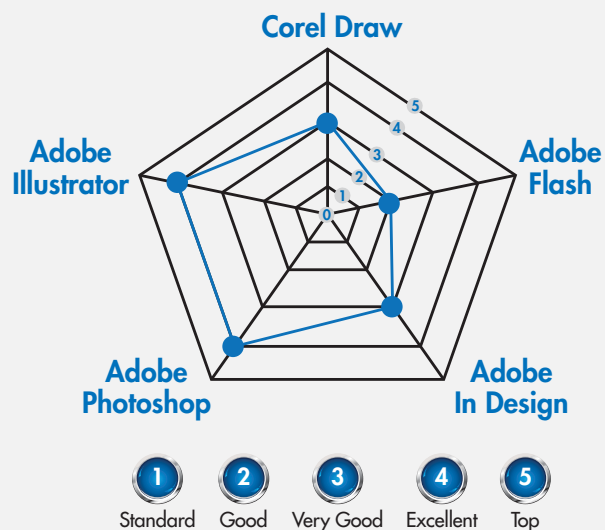 Corel Draw
5
4
Adobe
Illustrator
3
Adobe
Flash
2
1
0
Adobe
Photoshop
Adobe
In Design
1 2 3 4 5
Standard Good Very Good Excellent Top